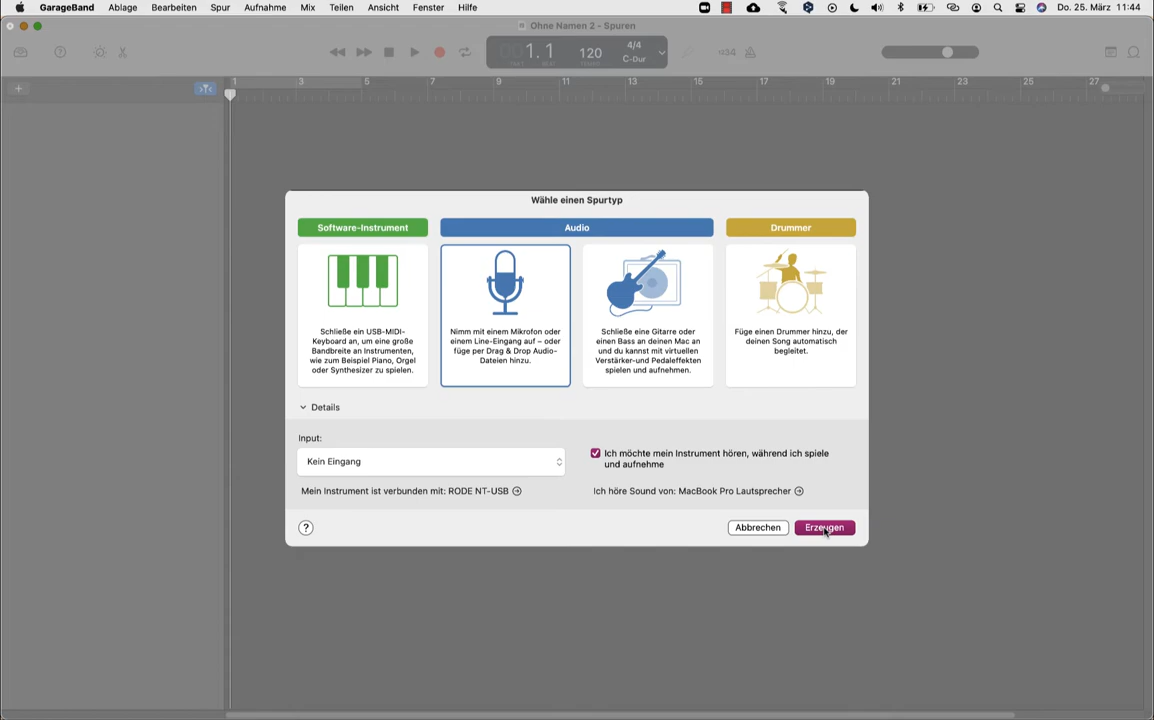 GarageBand Ablage Bearbeiten Spur Aufnahme Mix Teilen Ansicht Fenster Hilfe Do. 25. März 11:44
Ohne Namen 2 - Spuren
1.1 120 4/4 C-Dur
BEAT TEMPO
1234
1 3 5 7 9 11 13 15 17 19 21 23 25 27
Wähle einen Spurtyp
Software-Instrument Audio Drummer
Schließe ein USB-MIDI-
Keyboard an, um eine große
Bandbreite an Instrumenten,
wie zum Beispiel Piano, Orgel
oder Synthesizer zu spielen.
Nimm mit einem Mikrofon oder
einem Line-Eingang auf – oder
füge per Drag & Drop Audio-
Dateien hinzu.
Schließe eine Gitarre oder
einen Bass an deinen Mac an
und du kannst mit virtuellen
Verstärker-und Pedaleffekten
spielen und aufnehmen.
Füge einen Drummer hinzu, der
deinen Song automatisch
begleitet.
Details
Input:
Kein Eingang
Ich möchte mein Instrument hören, während ich spiele
und aufnehme
Mein Instrument ist verbunden mit: RODE NT-USB
Ich höre Sound von: MacBook Pro Lautsprecher
?
Abbrechen Erzeugen